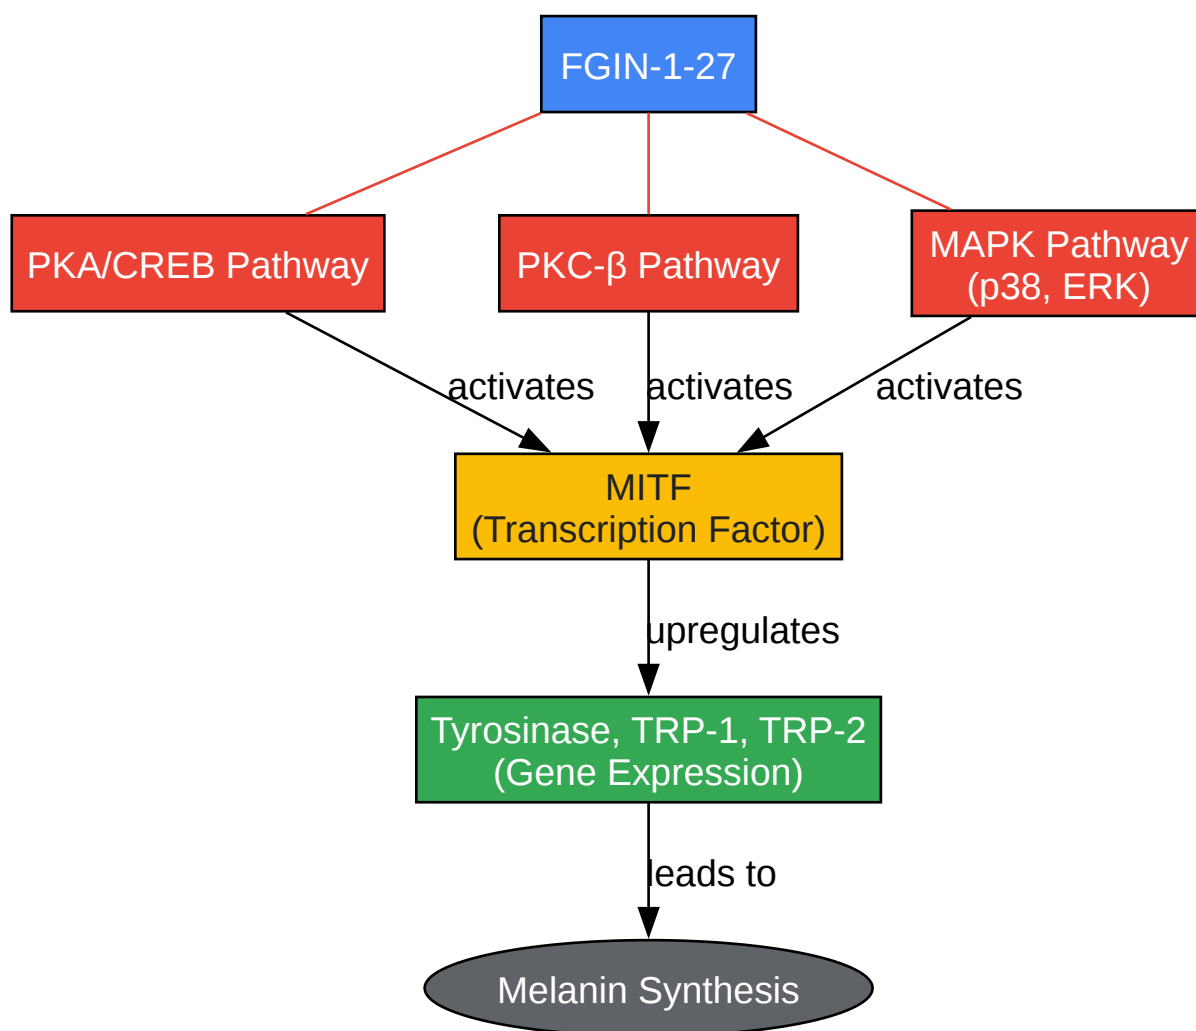 FGIN-1-27
PKA/CREB Pathway
PKC-β Pathway
MAPK Pathway
(p38, ERK)
activates
activates
activates
MITF
(Transcription Factor)
upregulates
Tyrosinase, TRP-1, TRP-2
(Gene Expression)
leads to
Melanin Synthesis